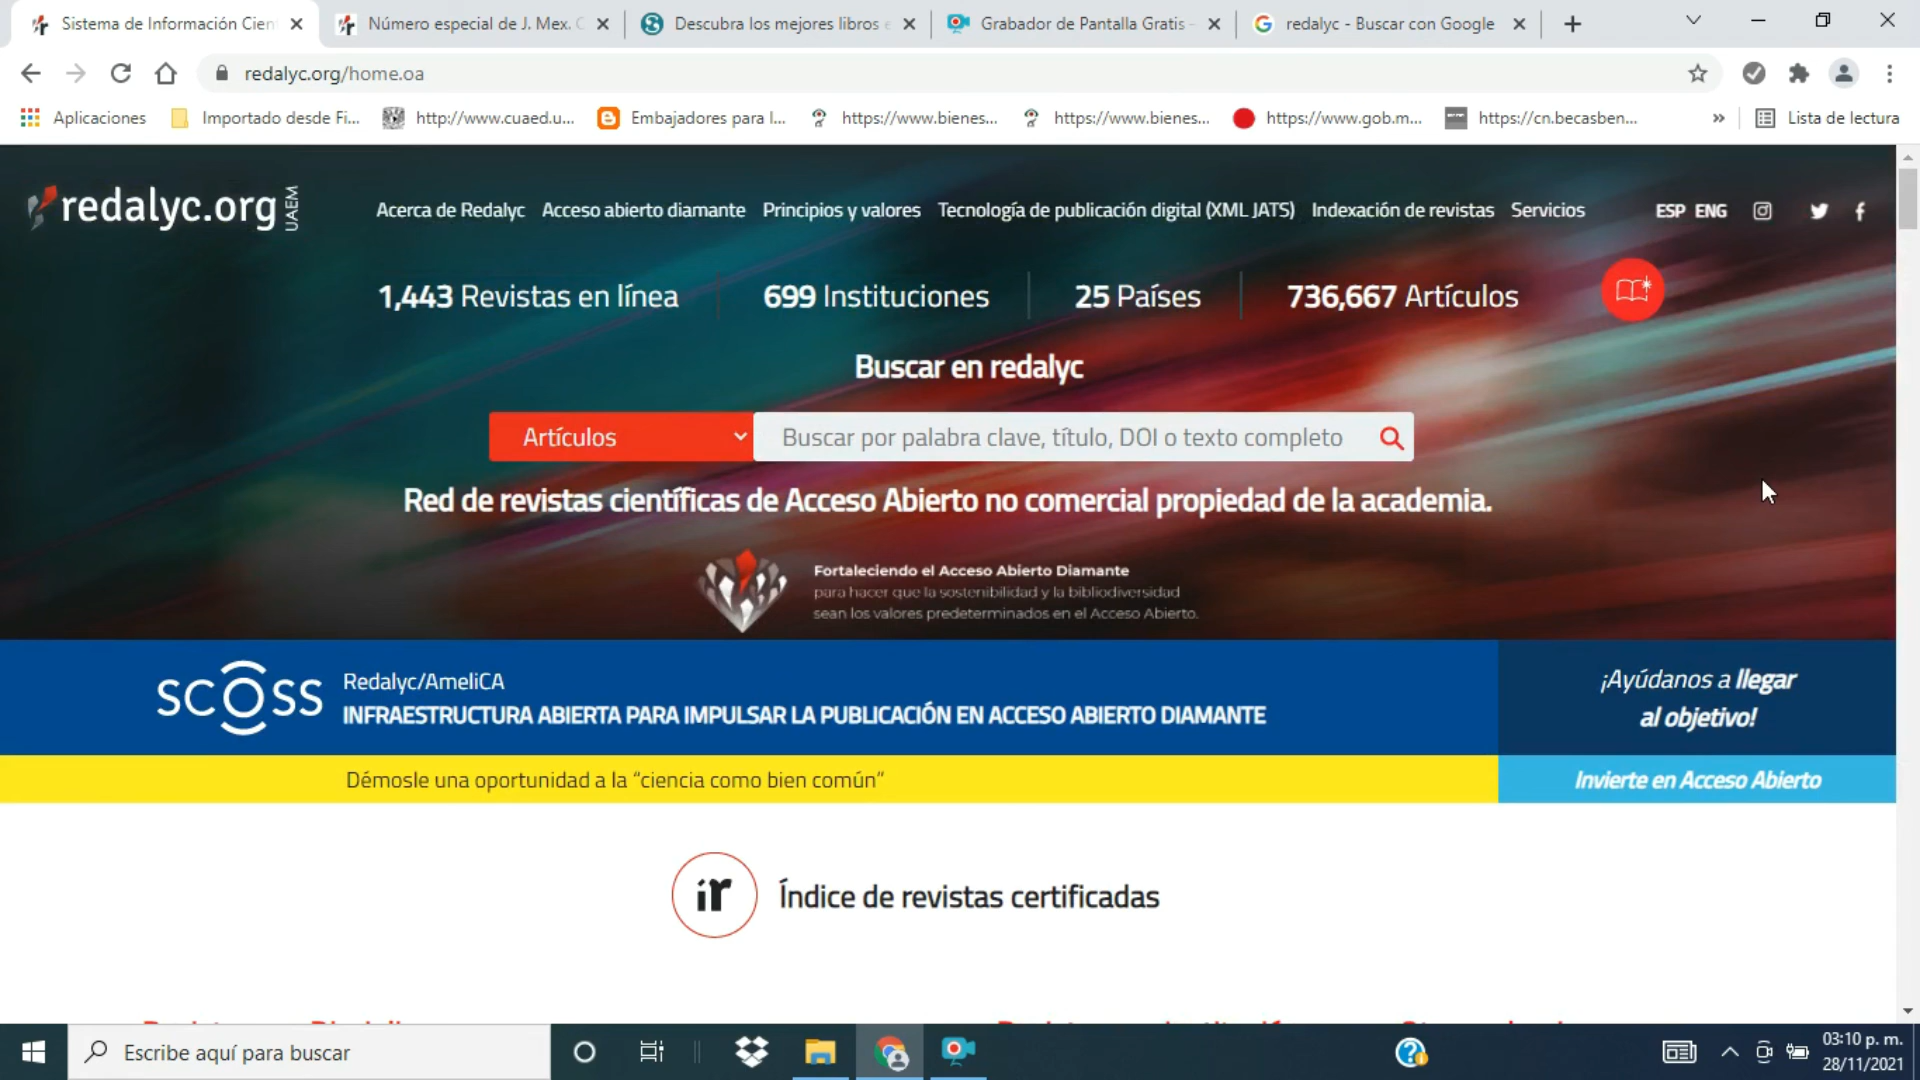 Sistema de Información Cien
Número especial de J. Mex. C
Descubra los mejores libros e
Grabador de Pantalla Gratis -
redalyc - Buscar con Google
redalyc.org/home.oa
Aplicaciones
Importado desde Fi...
http://www.cuaed.u...
Embajadores para l...
https://www.bienes...
https://www.bienes...
https://www.gob.m...
https://cn.becasben...
»
Lista de lectura
redalyc.org UAEM
Acerca de Redalyc
Acceso abierto diamante
Principios y valores
Tecnología de publicación digital (XML JATS)
Indexación de revistas
Servicios
ESP ENG
1,443 Revistas en línea
699 Instituciones
25 Países
736,667 Artículos
Buscar en redalyc
Artículos
Buscar por palabra clave, título, DOI o texto completo
Red de revistas científicas de Acceso Abierto no comercial propiedad de la academia.
Fortaleciendo el Acceso Abierto Diamante
para hacer que la sostenibilidad y la bibliodiversidad
sean los valores predeterminados en el Acceso Abierto.
SCOSS
Redalyc/AmeliCA
INFRAESTRUCTURA ABIERTA PARA IMPULSAR LA PUBLICACIÓN EN ACCESO ABIERTO DIAMANTE
¡Ayúdanos a llegar
al objetivo!
Démosle una oportunidad a la “ciencia como bien común”
Invierte en Acceso Abierto
ir
Índice de revistas certificadas
Escribe aquí para buscar
03:10 p. m.
28/11/2021